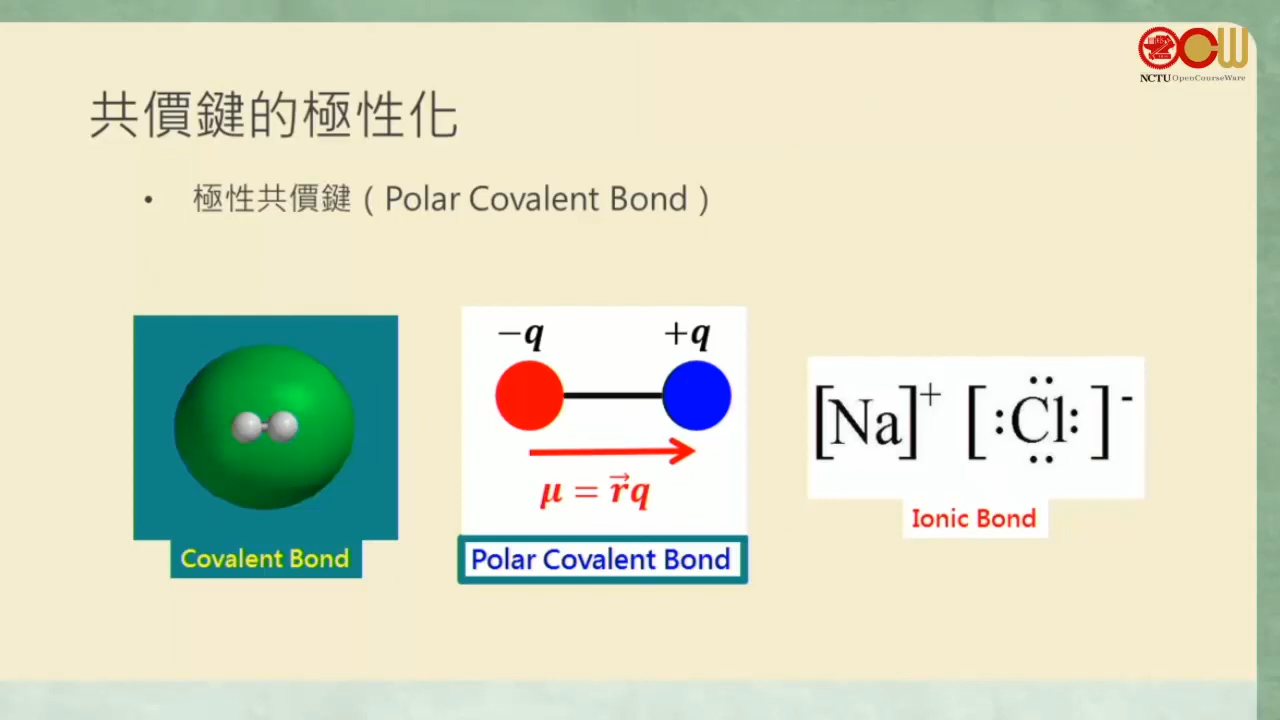 NCTU OpenCourseWare
共價鍵的極性化
• 極性共價鍵（Polar Covalent Bond）
−q +q
μ = r⃗q
[Na]⁺ [:C̈l:]⁻
Covalent Bond
Polar Covalent Bond
Ionic Bond